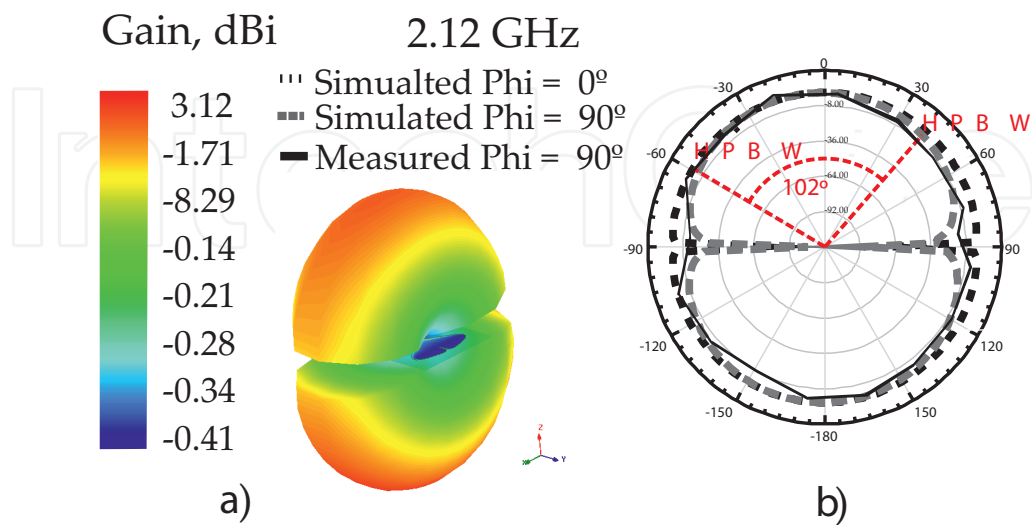 Gain, dBi
2.12 GHz
Simualted Phi = 0º
Simulated Phi = 90º
Measured Phi = 90º
3.12
-1.71
-8.29
-0.14
-0.21
-0.28
-0.34
-0.41
Z
X
Y
a)
0
-30
30
-60
60
-90
90
-120
120
-150
150
-180
-8.00
-36.00
-64.00
-92.00
H P B W
H P B W
102º
b)